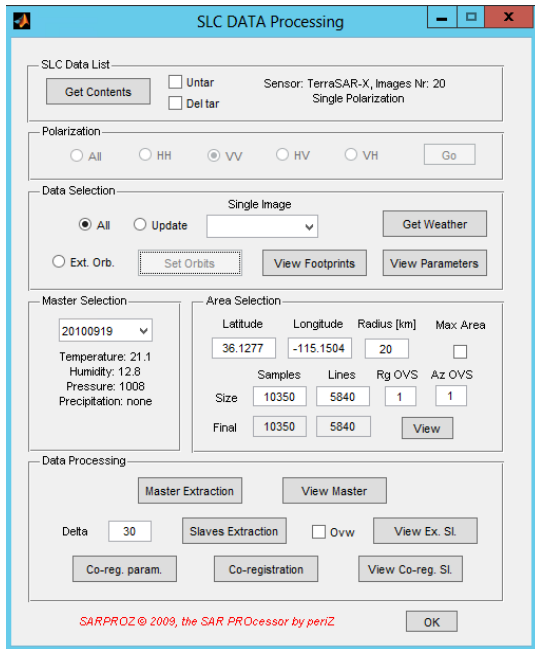 SLC DATA Processing
SLC Data List
Get Contents
Untar
Del tar
Sensor: TerraSAR-X, Images Nr: 20
Single Polarization
Polarization
All HH VV HV VH Go
Data Selection
Single Image
All Update Get Weather
Ext. Orb. Set Orbits View Footprints View Parameters
Master Selection
20100919
Temperature: 21.1
Humidity: 12.8
Pressure: 1008
Precipitation: none
Area Selection
Latitude Longitude Radius [km] Max Area
36.1277 -115.1504 20
Samples Lines Rg OVS Az OVS
Size 10350 5840 1 1
Final 10350 5840 View
Data Processing
Master Extraction View Master
Delta 30 Slaves Extraction Ovw View Ex. Sl.
Co-reg. param. Co-registration View Co-reg. Sl.
SARPROZ © 2009, the SAR PROcessor by periZ OK